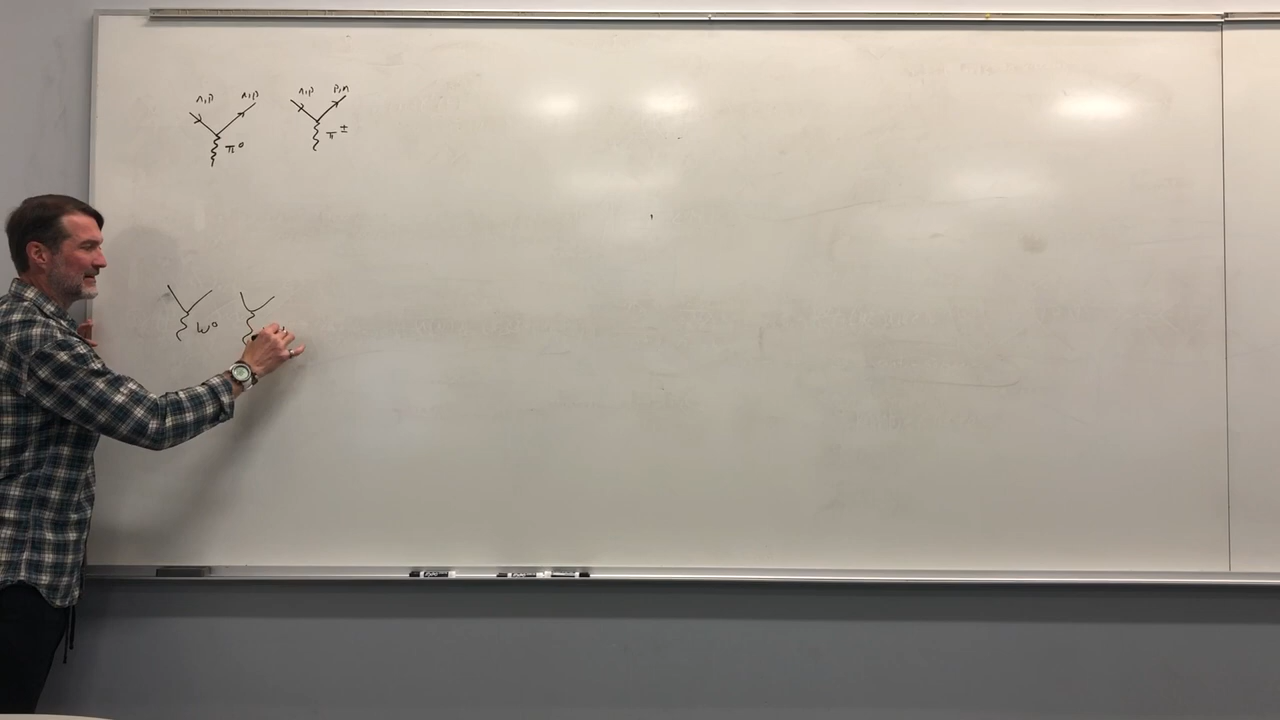 n,p n,p n,p p,n
π⁰ π±
W⁰